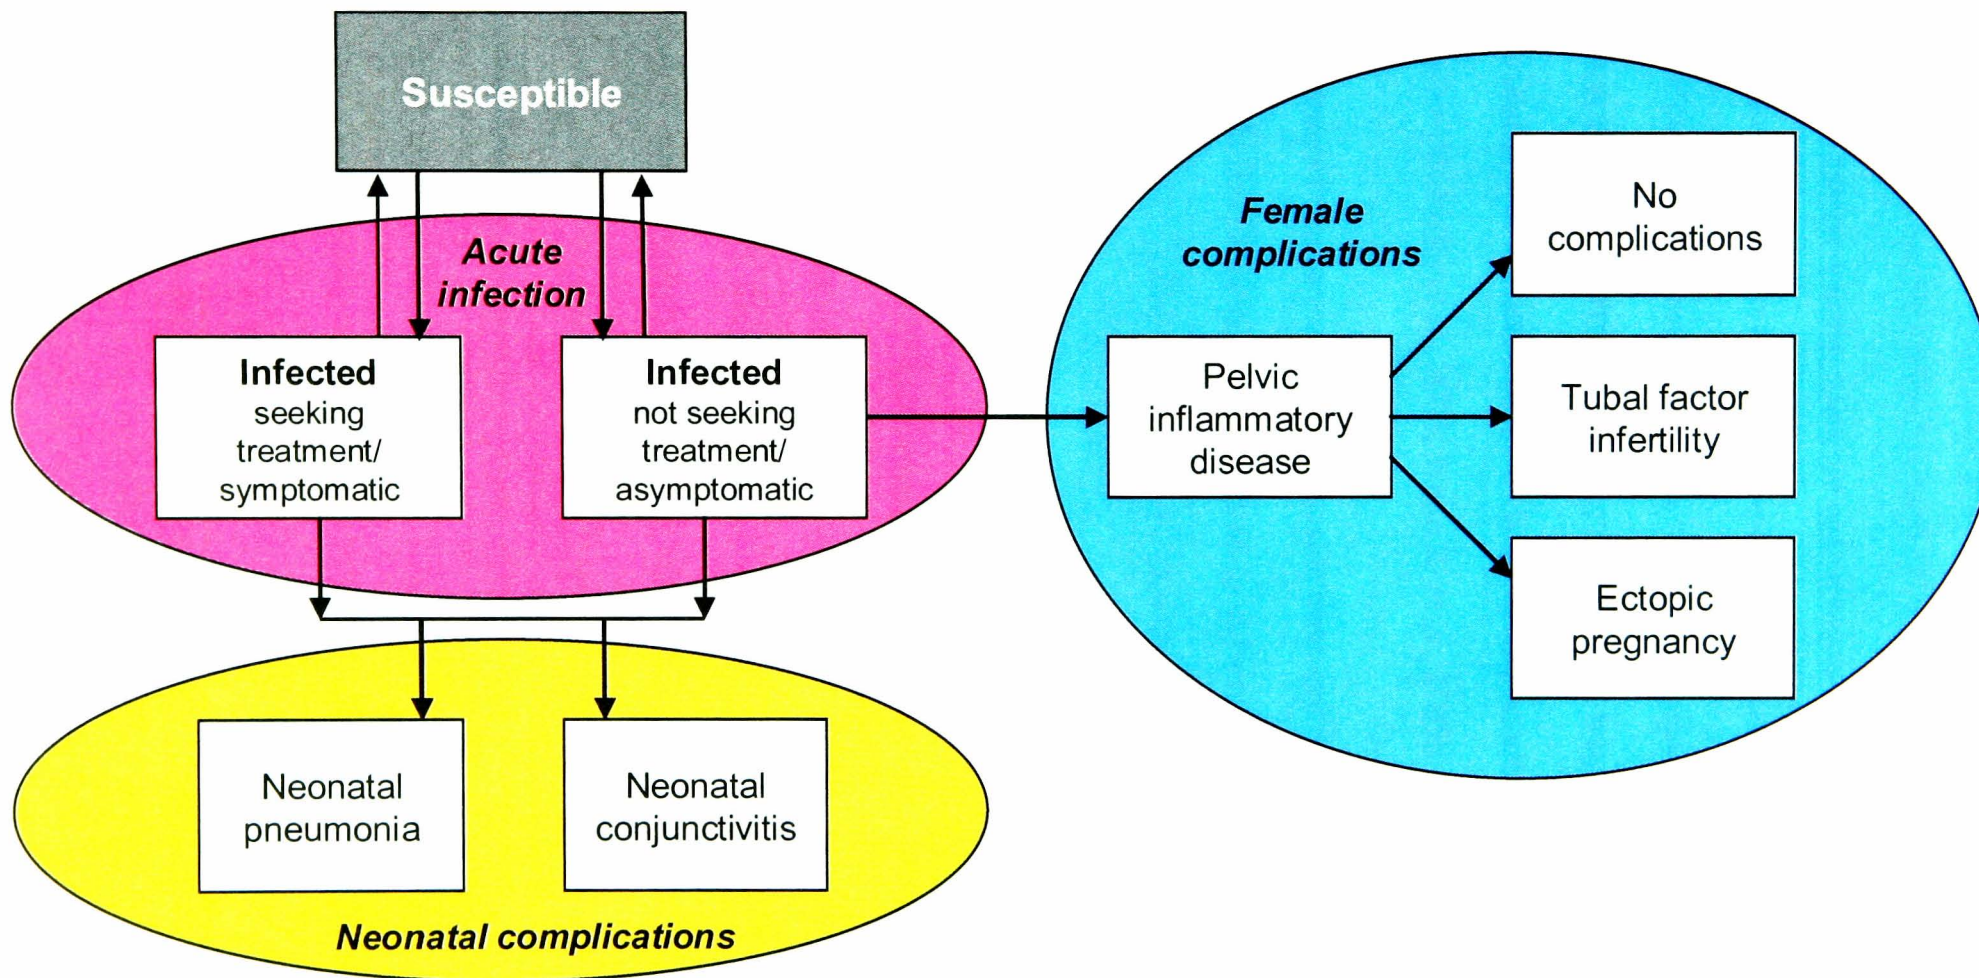 Susceptible
Acute
infection
Infected
seeking
treatment/
symptomatic
Infected
not seeking
treatment/
asymptomatic
Female
complications
Pelvic
inflammatory
disease
No
complications
Tubal factor
infertility
Ectopic
pregnancy
Neonatal
pneumonia
Neonatal
conjunctivitis
Neonatal complications